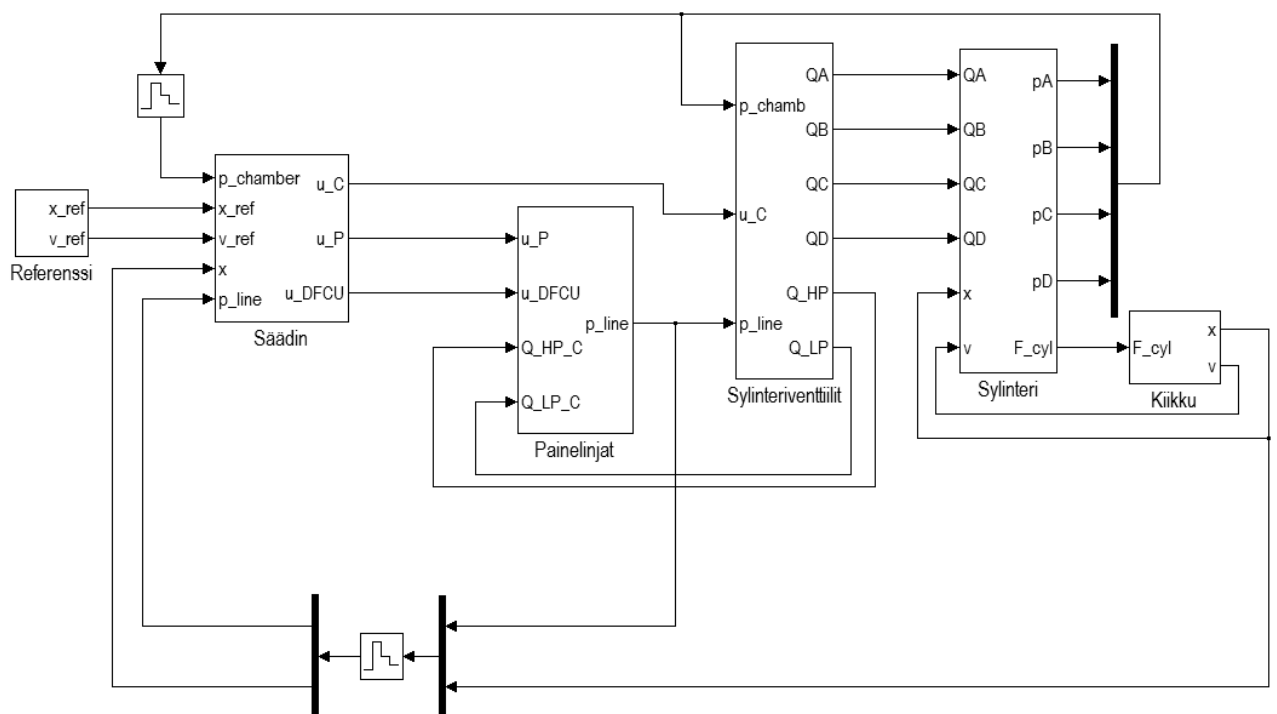 x_ref
v_ref
Referenssi
p_chamber
x_ref
v_ref
x
p_line
u_C
u_P
u_DFCU
Säädin
u_P
u_DFCU
Q_HP_C
Q_LP_C
p_line
Painelinjat
p_chamb
u_C
p_line
QA
QB
QC
QD
Q_HP
Q_LP
Sylinteriventtiilit
QA
QB
QC
QD
x
v
pA
pB
pC
pD
F_cyl
Sylinteri
F_cyl
x
v
Kiikku